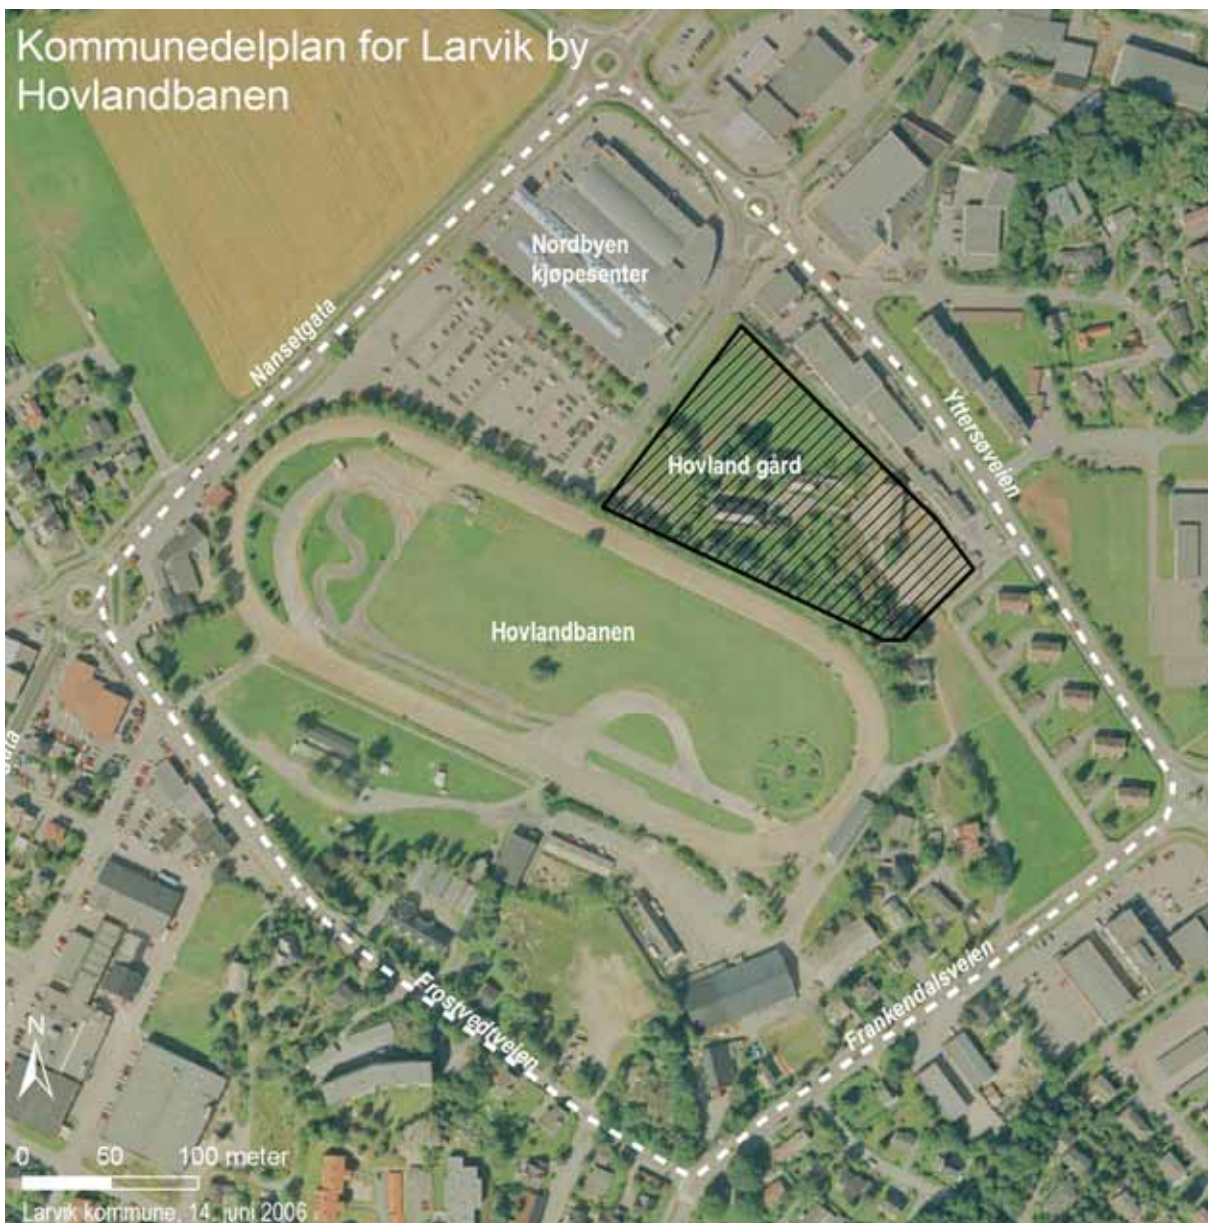 Kommunedelplan for Larvik by
Hovlandbanen
Nordbyen
kjøpesenter
Nansetgata
Hovland gård
Yttersøveien
Hovlandbanen
Frostvedtveien
Frankendalsveien
N
0 50 100 meter
Larvik kommune, 14. juni 2006